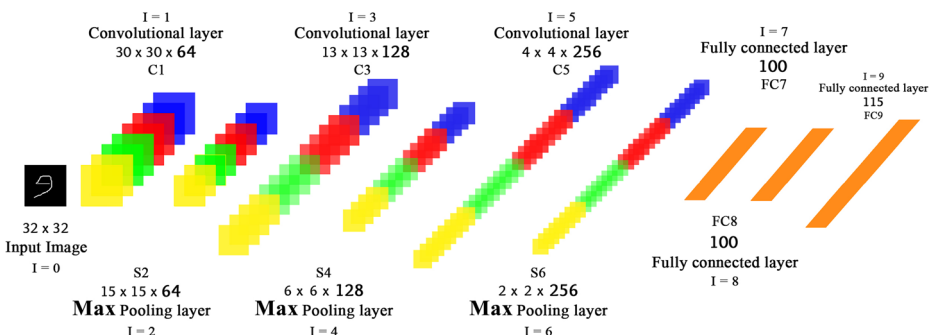 I = 1
Convolutional layer
30 x 30 x 64
C1
I = 3
Convolutional layer
13 x 13 x 128
C3
I = 5
Convolutional layer
4 x 4 x 256
C5
I = 7
Fully connected layer
100
FC7
I = 9
Fully connected layer
115
FC9
32 x 32
Input Image
I = 0
S2
15 x 15 x 64
Max Pooling layer
I = 2
S4
6 x 6 x 128
Max Pooling layer
I = 4
S6
2 x 2 x 256
Max Pooling layer
I = 6
FC8
100
Fully connected layer
I = 8